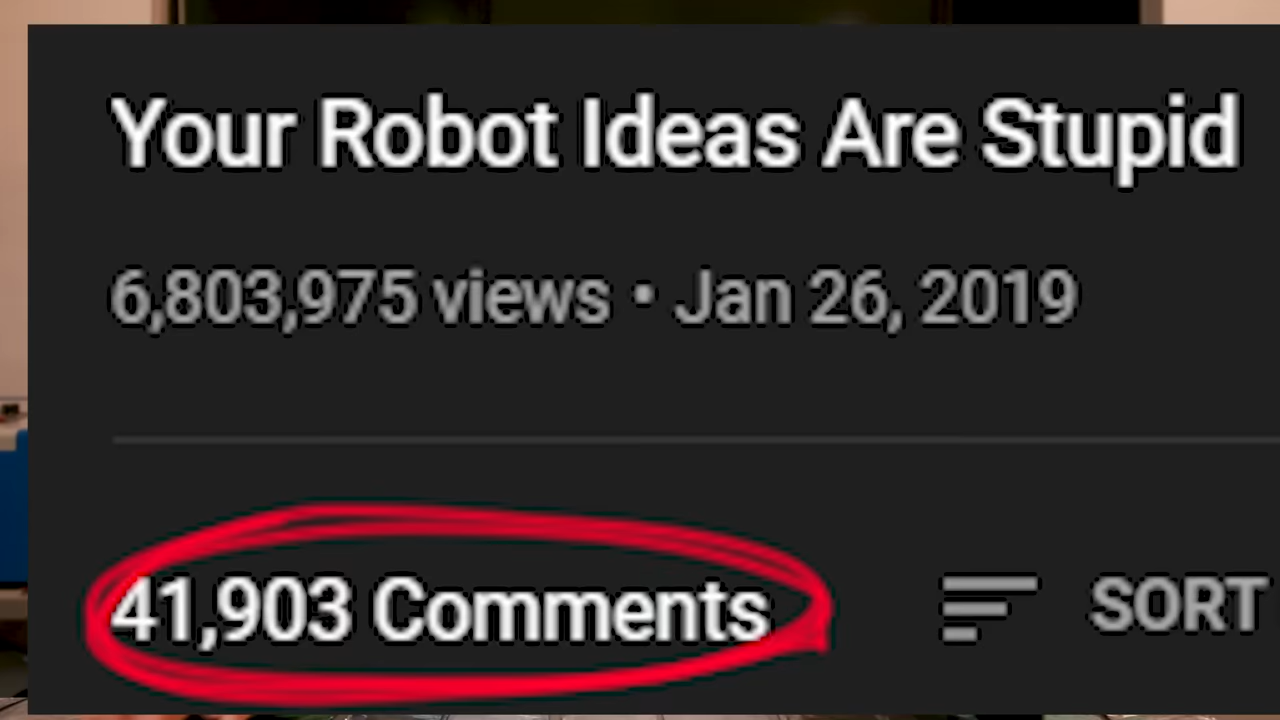 Your Robot Ideas Are Stupid
6,803,975 views • Jan 26, 2019
41,903 Comments SORT